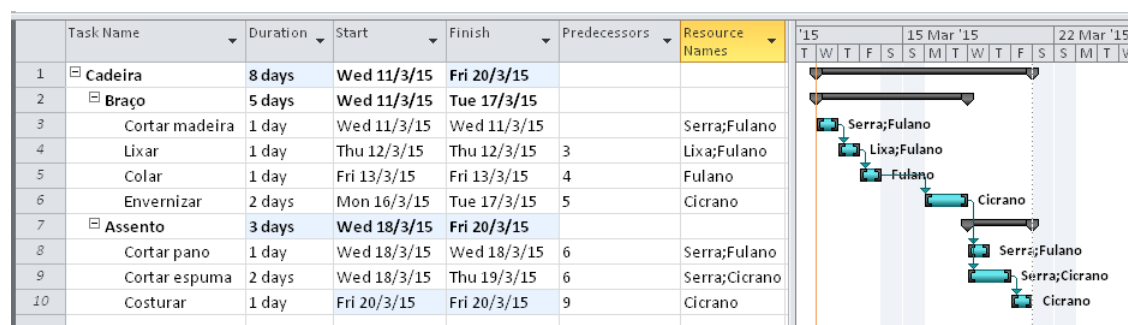 Task Name Duration Start Finish Predecessors Resource Names
1 Cadeira 8 days Wed 11/3/15 Fri 20/3/15
2 Braço 5 days Wed 11/3/15 Tue 17/3/15
3 Cortar madeira 1 day Wed 11/3/15 Wed 11/3/15 Serra;Fulano
4 Lixar 1 day Thu 12/3/15 Thu 12/3/15 3 Lixa;Fulano
5 Colar 1 day Fri 13/3/15 Fri 13/3/15 4 Fulano
6 Envernizar 2 days Mon 16/3/15 Tue 17/3/15 5 Cicrano
7 Assento 3 days Wed 18/3/15 Fri 20/3/15
8 Cortar pano 1 day Wed 18/3/15 Wed 18/3/15 6 Serra;Fulano
9 Cortar espuma 2 days Wed 18/3/15 Thu 19/3/15 6 Serra;Cicrano
10 Costurar 1 day Fri 20/3/15 Fri 20/3/15 9 Cicrano
'15 15 Mar '15 22 Mar '15
T W T F S S M T W T F S S M T
Serra;Fulano
Lixa;Fulano
Fulano
Cicrano
Serra;Fulano
Serra;Cicrano
Cicrano